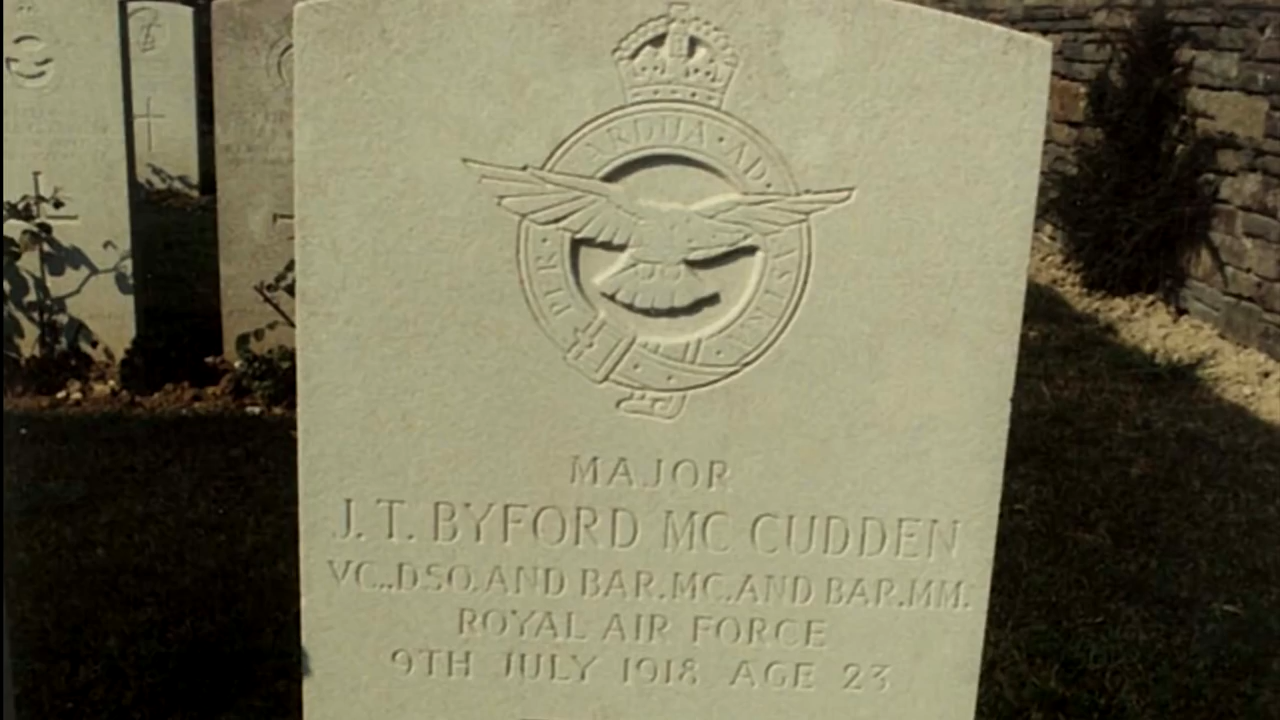 PER · ARDUA · AD · ASTRA ·
MAJOR
J.T. BYFORD MC CUDDEN
VC.,DSO.AND BAR.MC.AND BAR.MM.
ROYAL AIR FORCE
9TH JULY 1918 AGE 23